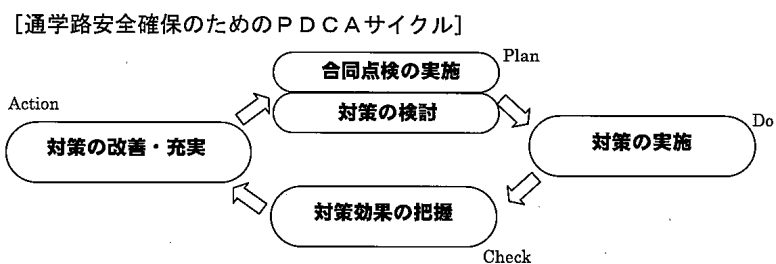 ［通学路安全確保のためのＰＤＣＡサイクル］
合同点検の実施
Plan
対策の検討
Action
対策の改善・充実
対策の実施
Do
対策効果の把握
Check